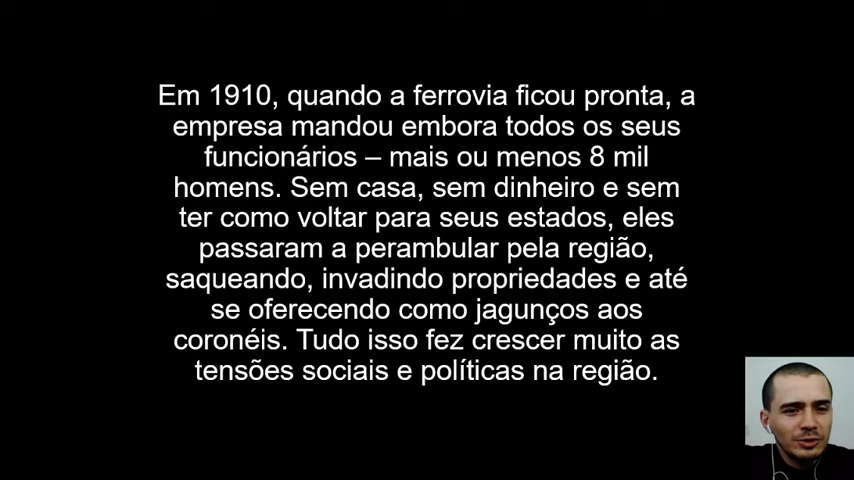 Em 1910, quando a ferrovia ficou pronta, a
empresa mandou embora todos os seus
funcionários – mais ou menos 8 mil
homens. Sem casa, sem dinheiro e sem
ter como voltar para seus estados, eles
passaram a perambular pela região,
saqueando, invadindo propriedades e até
se oferecendo como jagunços aos
coronéis. Tudo isso fez crescer muito as
tensões sociais e políticas na região.